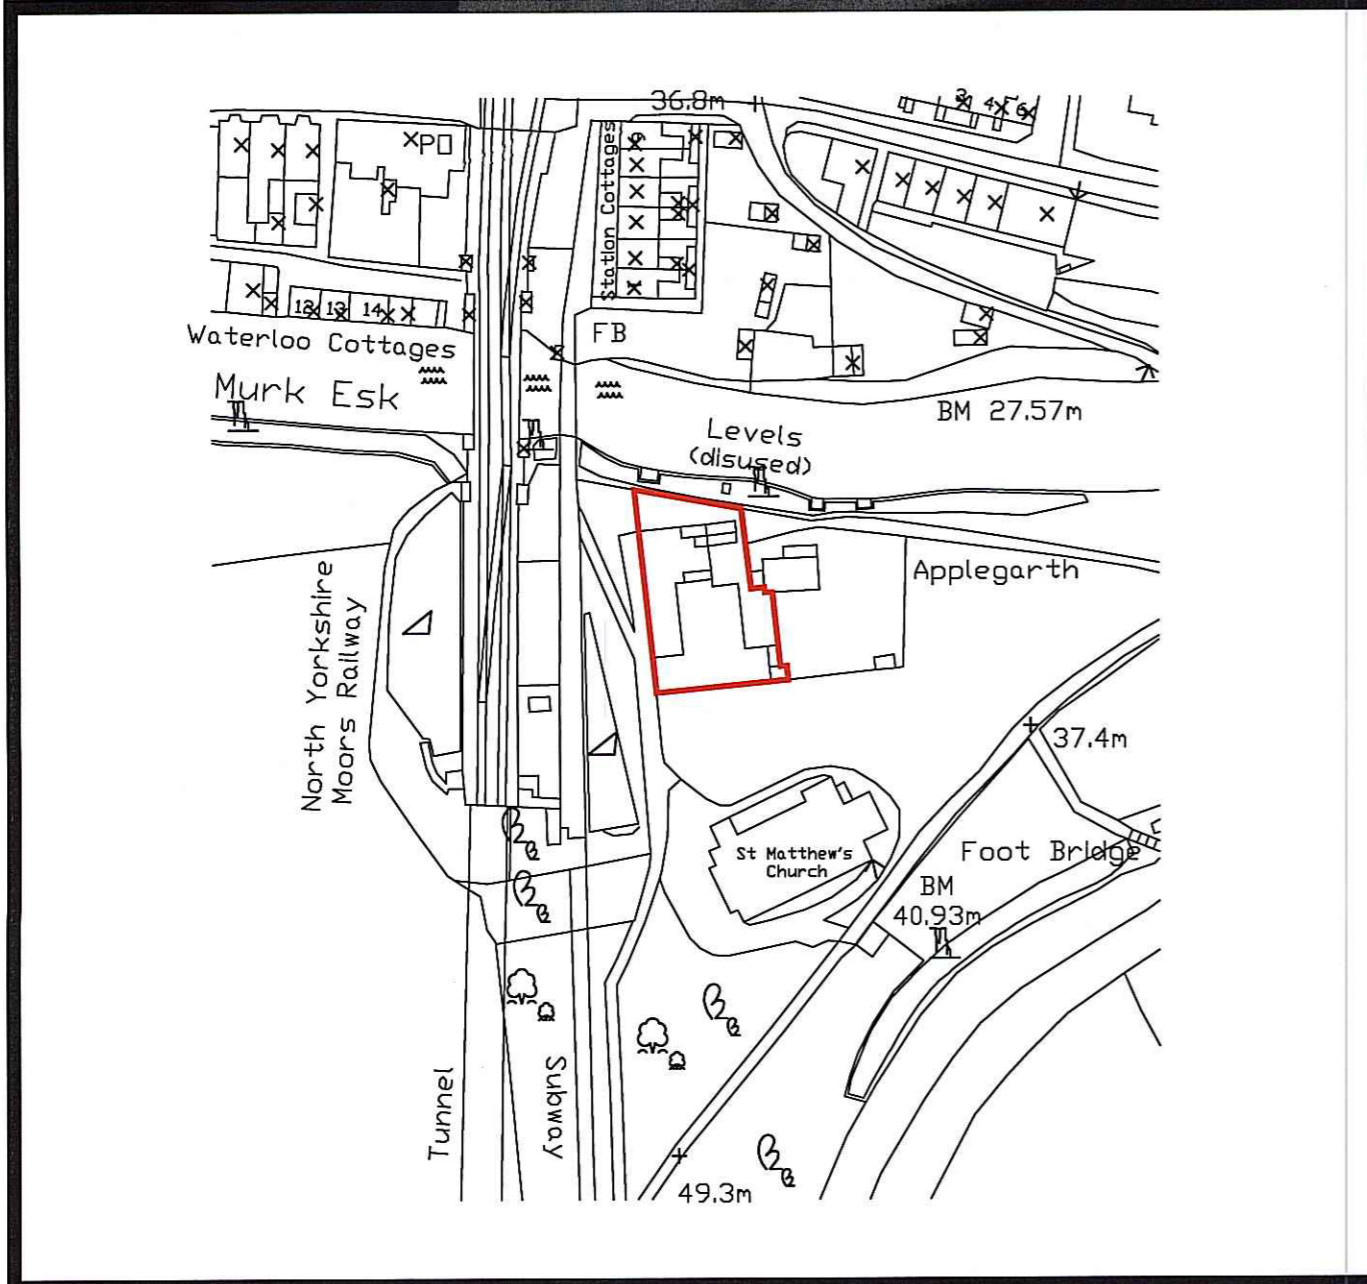 36.8m
3
4
6
P
9
Station Cottages
1
12
13
14
Waterloo Cottages
FB
Murk Esk
BM 27.57m
Levels
(disused)
Applegarth
North Yorkshire
Moors Railway
37.4m
St Matthew's
Church
Foot Bridge
BM
40.93m
Tunnel
Subway
49.3m